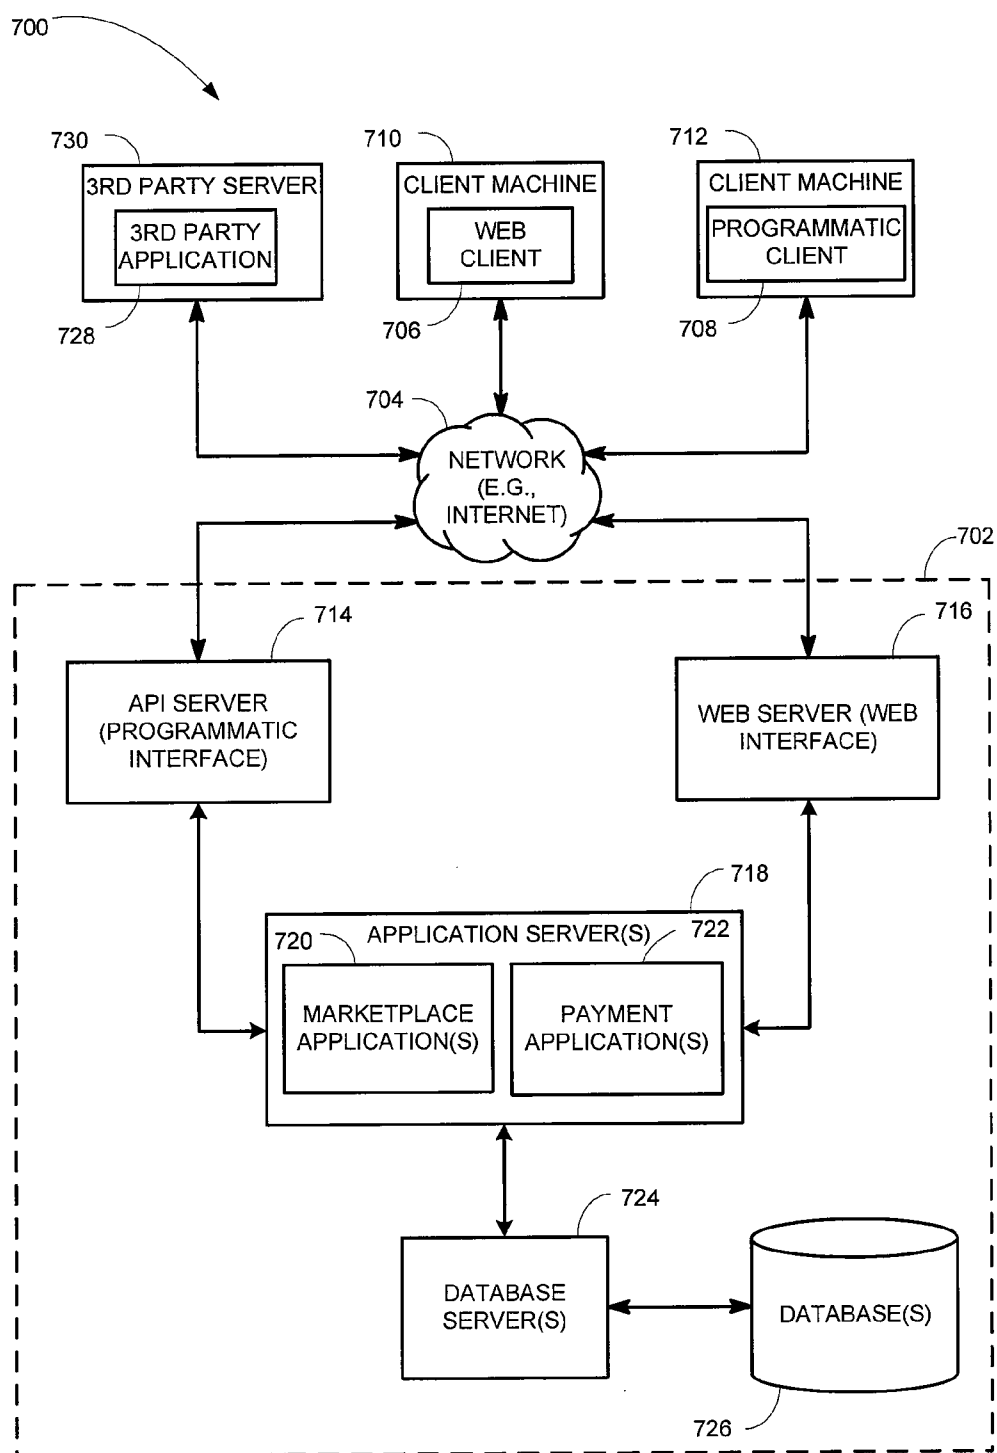 700
730
710
712
3RD PARTY SERVER
3RD PARTY
APPLICATION
728
CLIENT MACHINE
WEB
CLIENT
706
CLIENT MACHINE
PROGRAMMATIC
CLIENT
708
704
NETWORK
(E.G.,
INTERNET)
702
714
716
API SERVER
(PROGRAMMATIC
INTERFACE)
WEB SERVER (WEB
INTERFACE)
718
APPLICATION SERVER(S)
720
722
MARKETPLACE
APPLICATION(S)
PAYMENT
APPLICATION(S)
724
DATABASE
SERVER(S)
DATABASE(S)
726